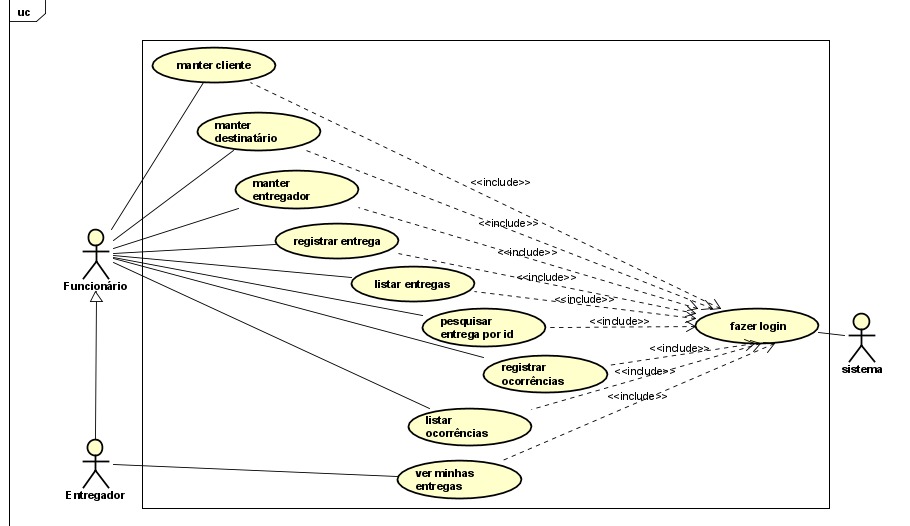 uc
manter cliente
manter
destinatário
<<include>>
manter
entregador
<<include>>
registrar entrega
<<include>>
Funcionário
listar entregas
<<include>>
<<include>>
pesquisar
entrega por id
<<include>>
fazer login
sistema
registrar
ocorrências
<<include>>
<<include>>
listar
ocorrências
<<include>>
ver minhas
entregas
Entregador